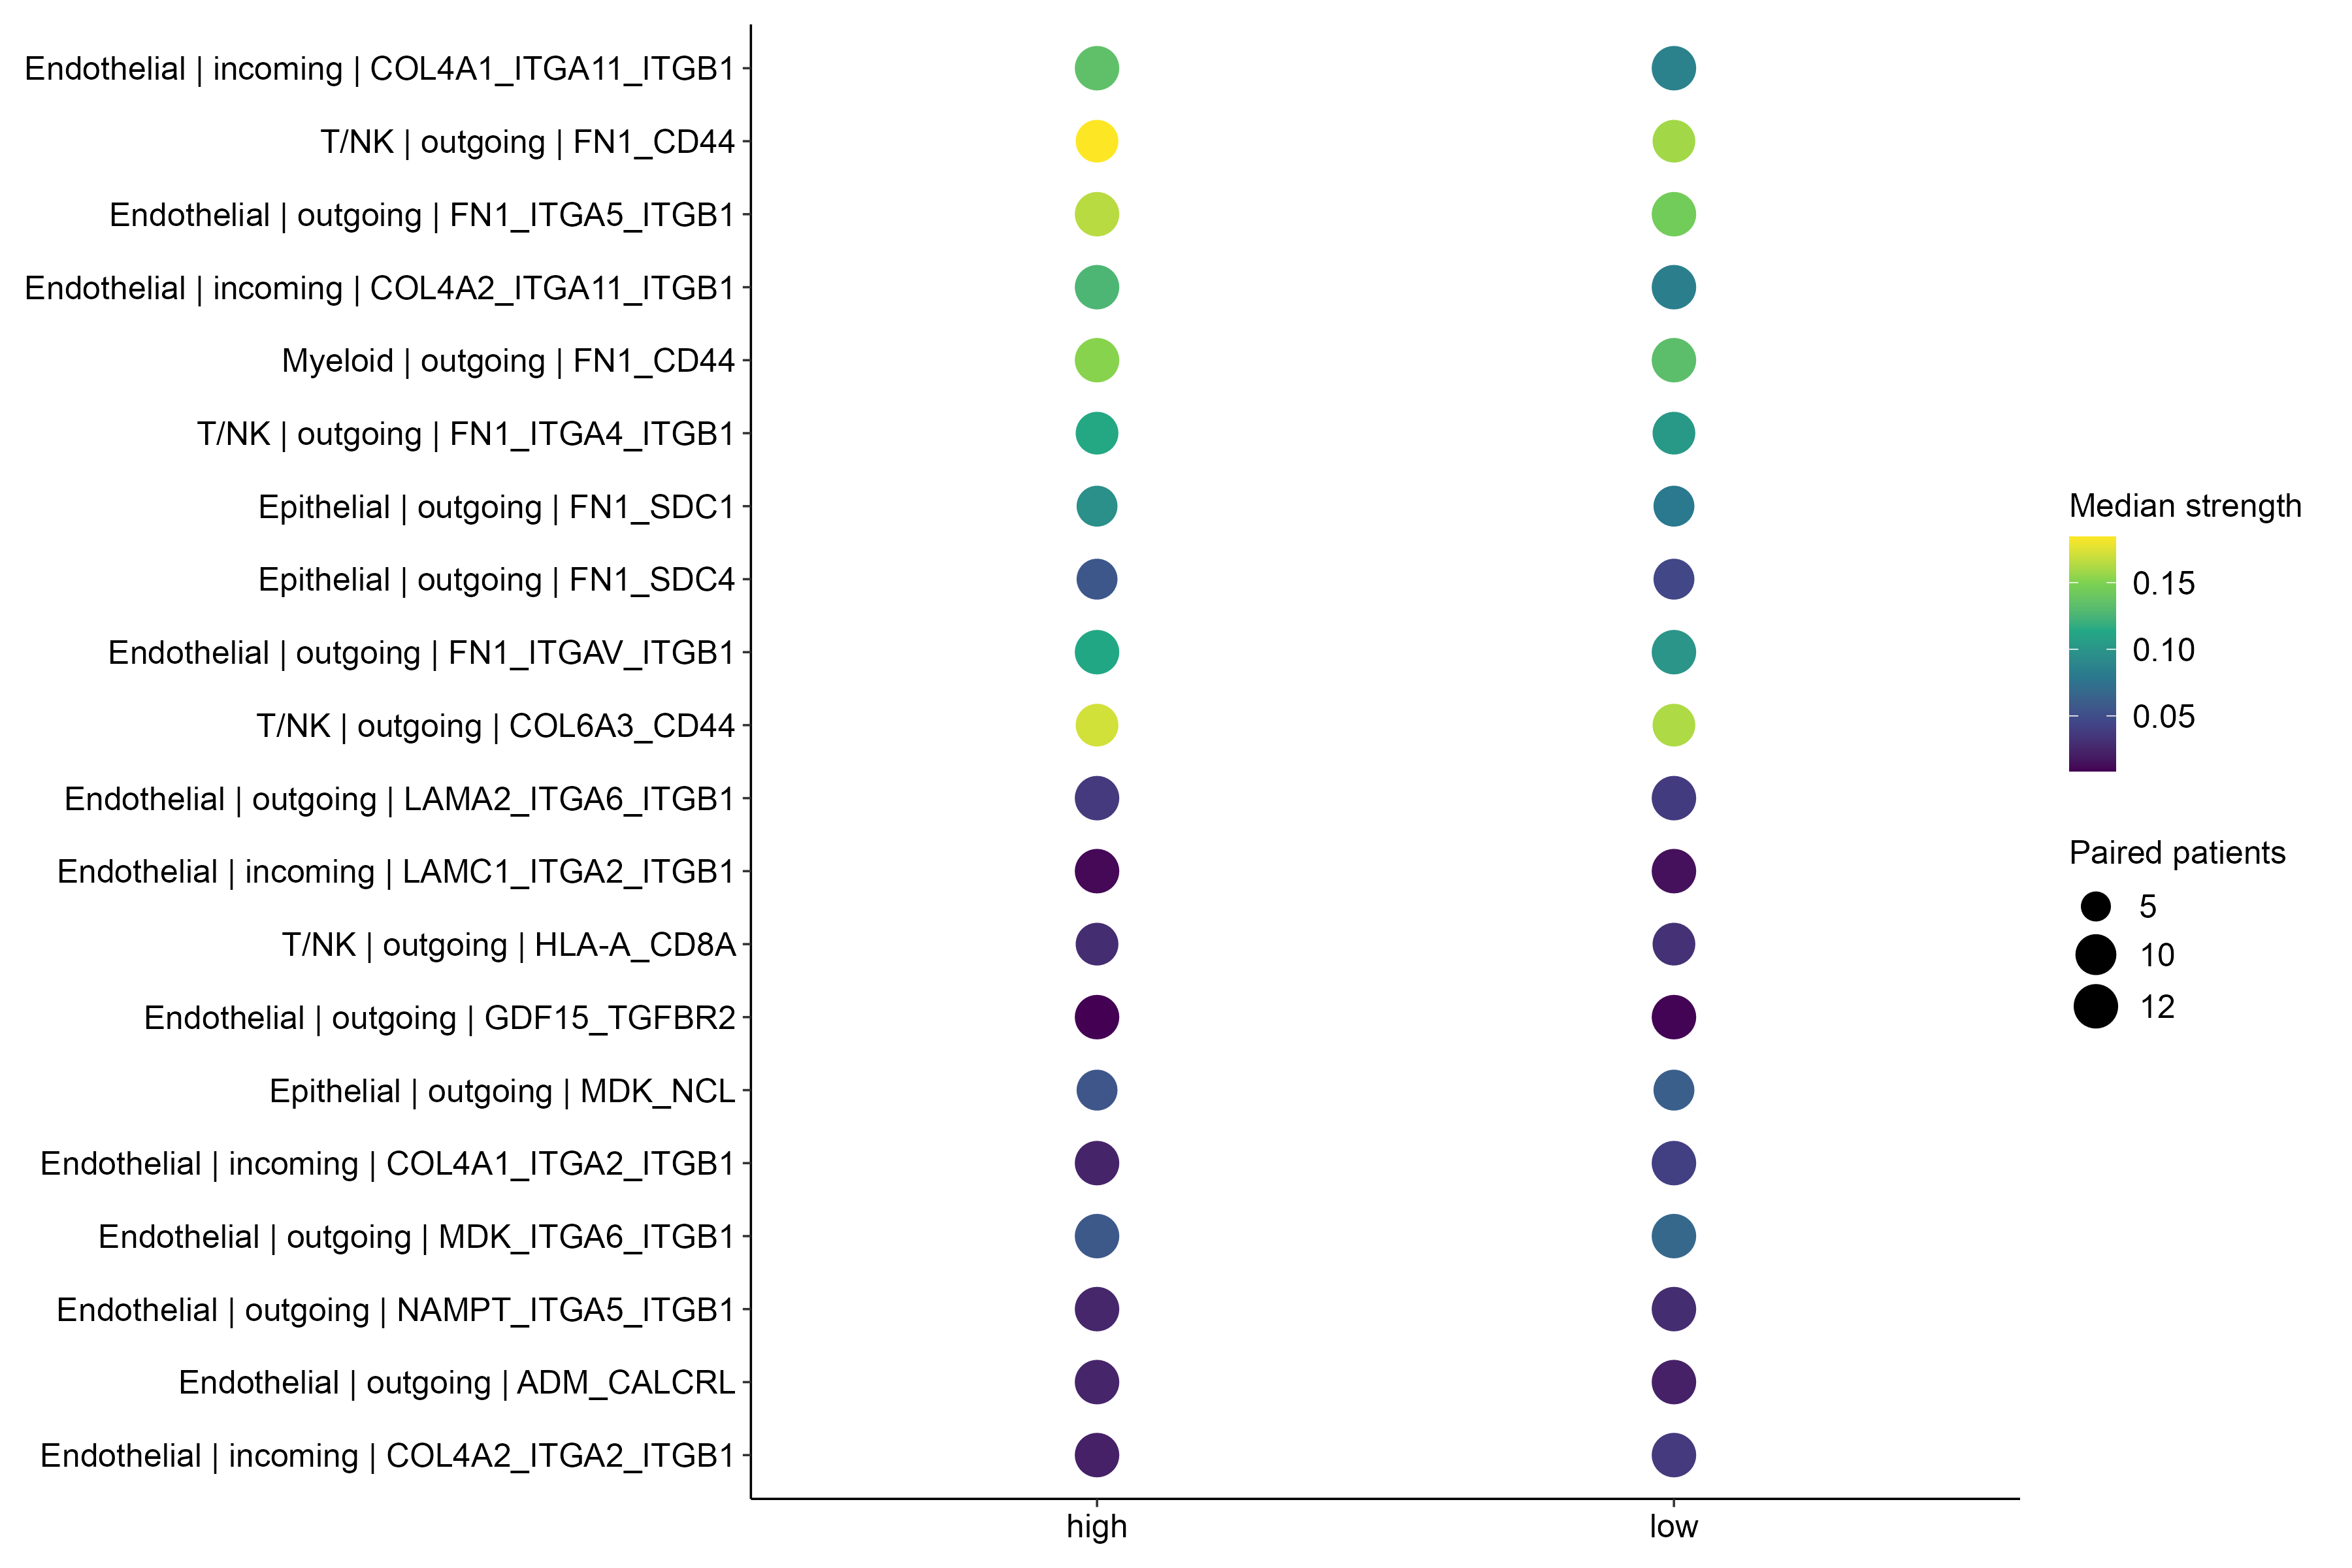 Endothelial | incoming | COL4A1_ITGA11_ITGB1
T/NK | outgoing | FN1_CD44
Endothelial | outgoing | FN1_ITGA5_ITGB1
Endothelial | incoming | COL4A2_ITGA11_ITGB1
Myeloid | outgoing | FN1_CD44
T/NK | outgoing | FN1_ITGA4_ITGB1
Epithelial | outgoing | FN1_SDC1
Epithelial | outgoing | FN1_SDC4
Endothelial | outgoing | FN1_ITGAV_ITGB1
T/NK | outgoing | COL6A3_CD44
Endothelial | outgoing | LAMA2_ITGA6_ITGB1
Endothelial | incoming | LAMC1_ITGA2_ITGB1
T/NK | outgoing | HLA-A_CD8A
Endothelial | outgoing | GDF15_TGFBR2
Epithelial | outgoing | MDK_NCL
Endothelial | incoming | COL4A1_ITGA2_ITGB1
Endothelial | outgoing | MDK_ITGA6_ITGB1
Endothelial | outgoing | NAMPT_ITGA5_ITGB1
Endothelial | outgoing | ADM_CALCRL
Endothelial | incoming | COL4A2_ITGA2_ITGB1
high low
Median strength
0.15
0.10
0.05
Paired patients
5
10
12